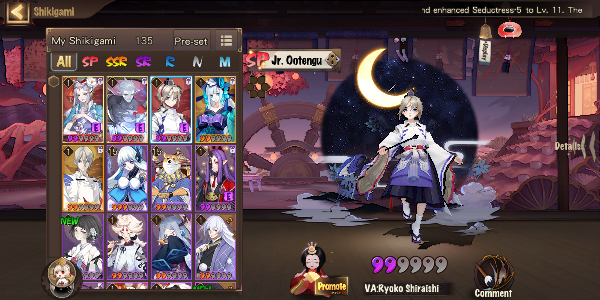 Shikigami
nd enhanced Seductress-5 to Lv. 11. The
My Shikigami 135 Pre-set
All SP SSR SR R N M
SP Jr. Ootengu
Details
NEW
Promote
VA:Ryoko Shiraishi
Comment